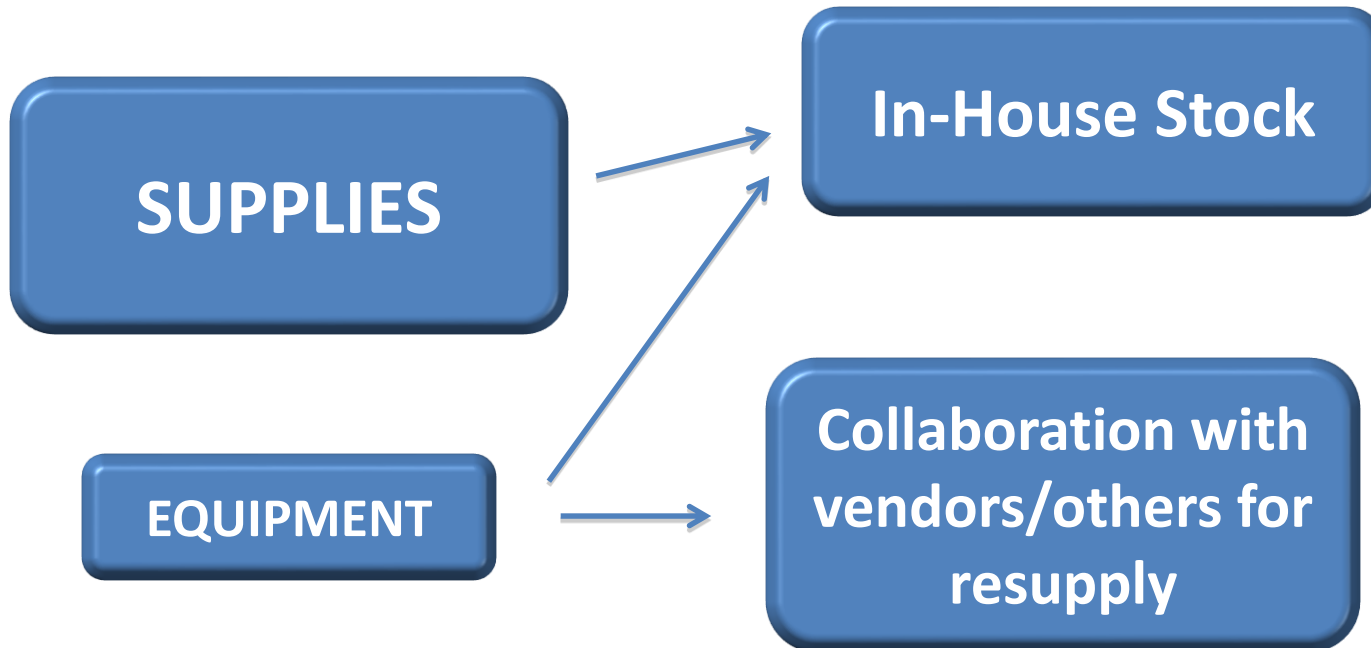 SUPPLIES
In-House Stock
EQUIPMENT
Collaboration with
vendors/others for
resupply